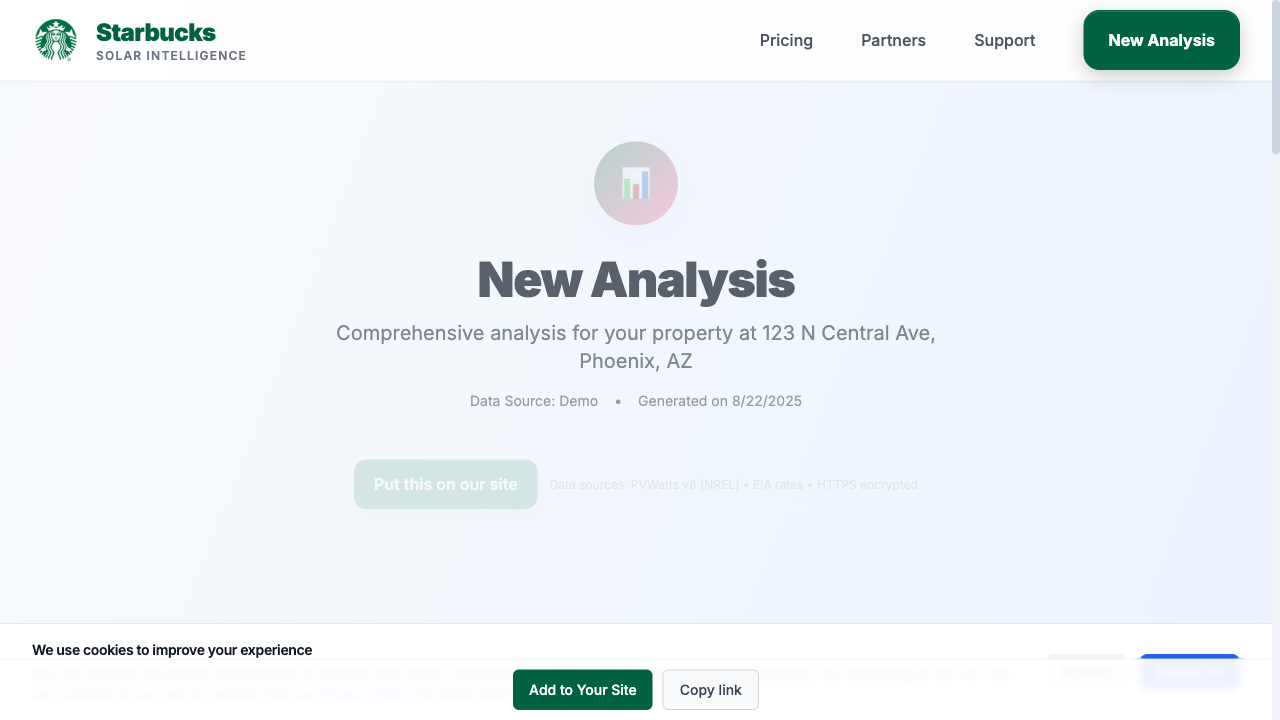 Starbucks
SOLAR INTELLIGENCE
Pricing
Partners
Support
New Analysis
New Analysis
Comprehensive analysis for your property at 123 N Central Ave,
Phoenix, AZ
Data Source: Demo • Generated on 8/22/2025
Put this on our site
Data sources: PVWatts v8 (NREL) • EIA rates • HTTPS encrypted
We use cookies to improve your experience
Add to Your Site
Copy link